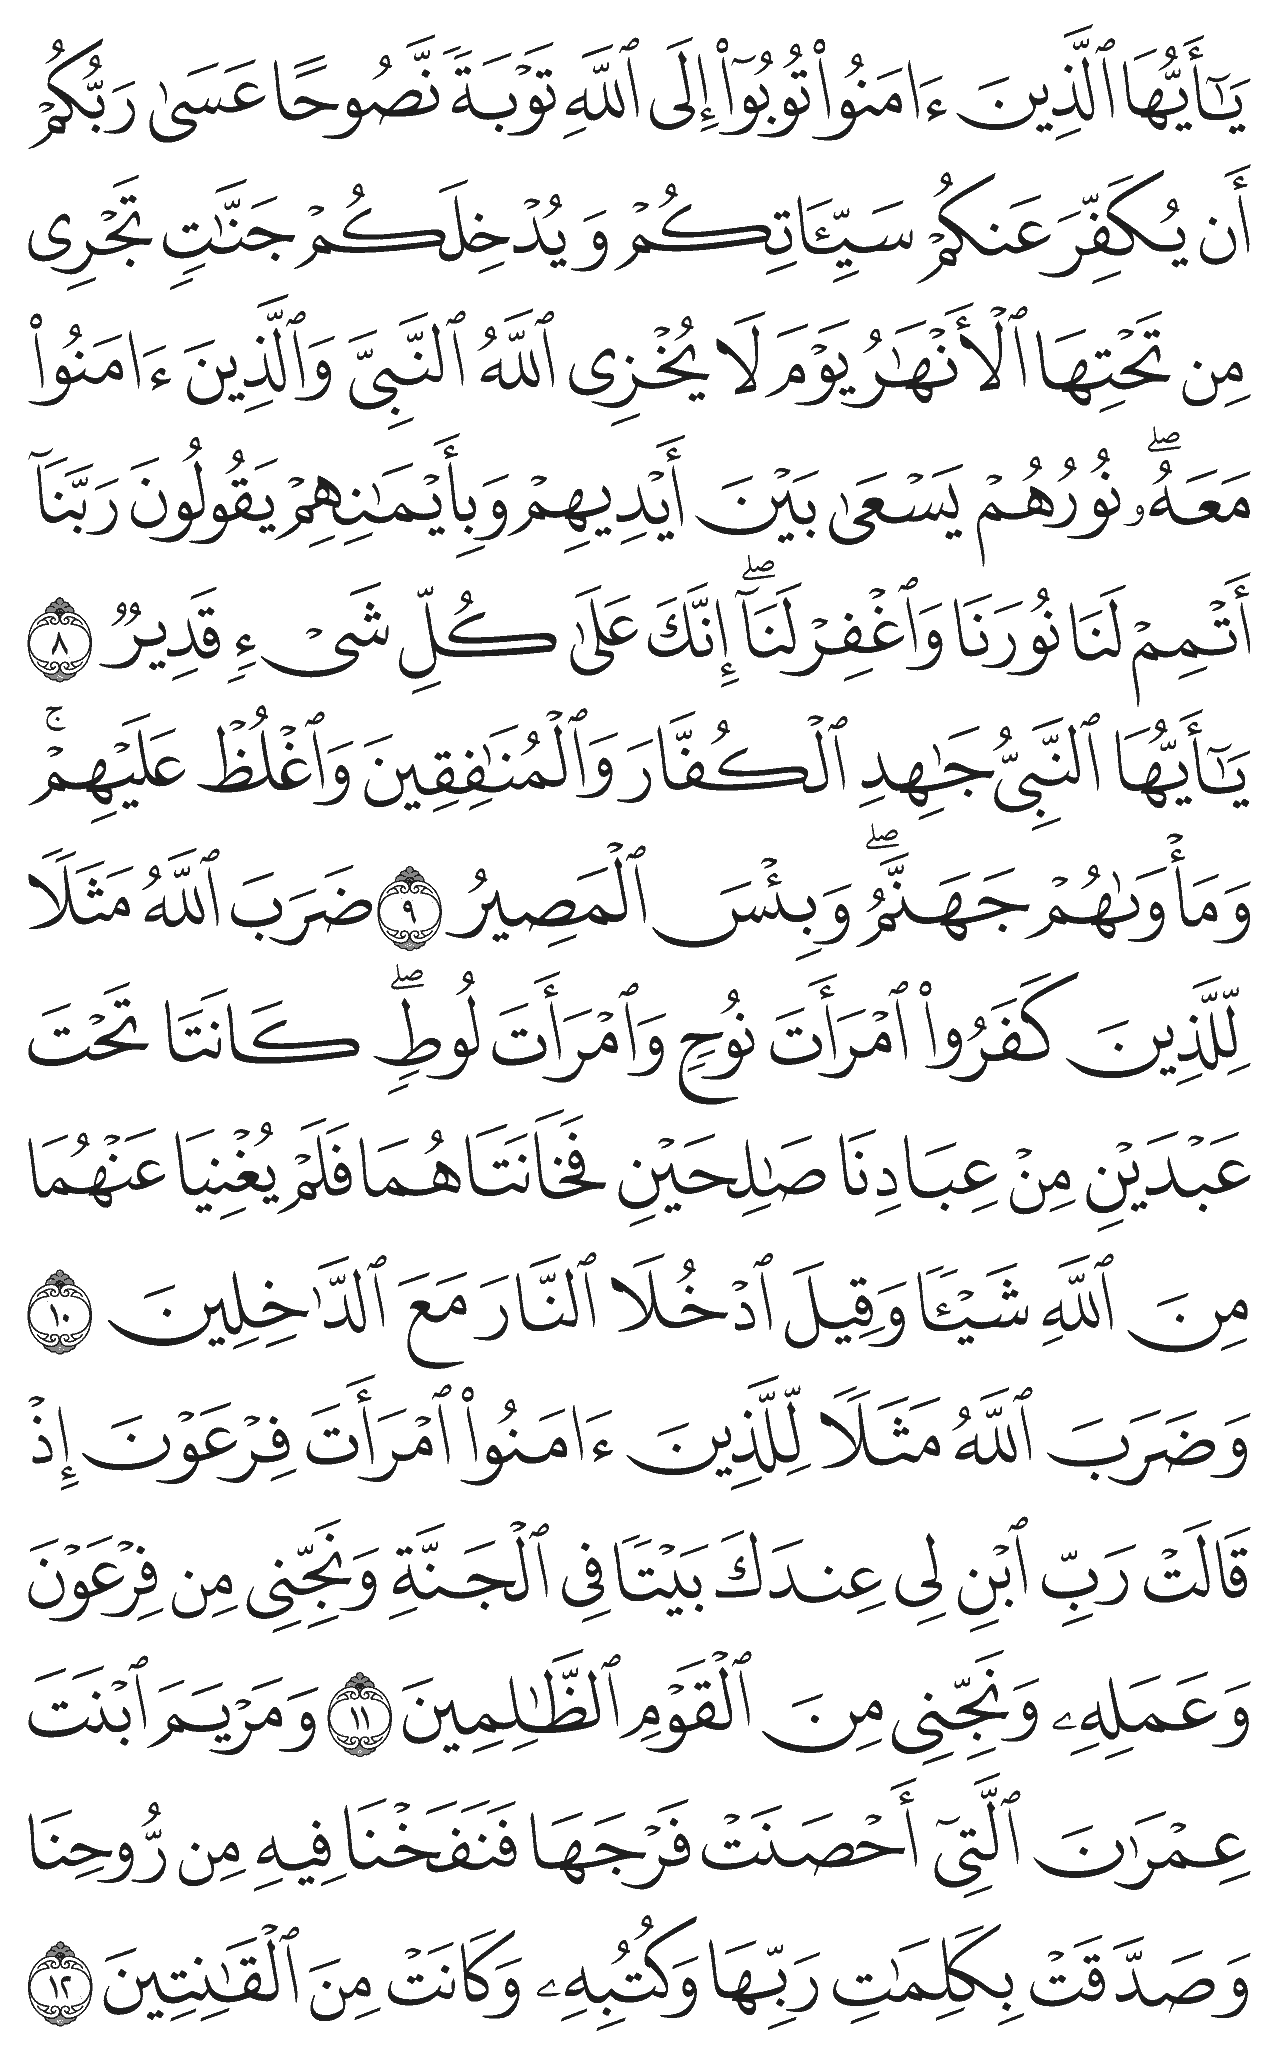 يَـٰٓأَيُّهَا ٱلَّذِينَ ءَامَنُوا۟ تُوبُوٓا۟ إِلَى ٱللَّهِ تَوْبَةً نَّصُوحًا عَسَىٰ رَبُّكُمْ
أَن يُكَفِّرَ عَنكُمْ سَيِّـَٔاتِكُمْ وَيُدْخِلَكُمْ جَنَّـٰتٍ تَجْرِى
مِن تَحْتِهَا ٱلْأَنْهَـٰرُ يَوْمَ لَا يُخْزِى ٱللَّهُ ٱلنَّبِىَّ وَٱلَّذِينَ ءَامَنُوا۟
مَعَهُۥۖ نُورُهُمْ يَسْعَىٰ بَيْنَ أَيْدِيهِمْ وَبِأَيْمَـٰنِهِمْ يَقُولُونَ رَبَّنَآ
أَتْمِمْ لَنَا نُورَنَا وَٱغْفِرْ لَنَآۖ إِنَّكَ عَلَىٰ كُلِّ شَىْءٍ قَدِيرٌ ٨
يَـٰٓأَيُّهَا ٱلنَّبِىُّ جَـٰهِدِ ٱلْكُفَّارَ وَٱلْمُنَـٰفِقِينَ وَٱغْلُظْ عَلَيْهِمْۚ
وَمَأْوَىٰهُمْ جَهَنَّمُۖ وَبِئْسَ ٱلْمَصِيرُ ٩ ضَرَبَ ٱللَّهُ مَثَلًا
لِّلَّذِينَ كَفَرُوا۟ ٱمْرَأَتَ نُوحٍ وَٱمْرَأَتَ لُوطٍۖ كَانَتَا تَحْتَ
عَبْدَيْنِ مِنْ عِبَادِنَا صَـٰلِحَيْنِ فَخَانَتَاهُمَا فَلَمْ يُغْنِيَا عَنْهُمَا
مِنَ ٱللَّهِ شَيْـًٔا وَقِيلَ ٱدْخُلَا ٱلنَّارَ مَعَ ٱلدَّٰخِلِينَ ١٠
وَضَرَبَ ٱللَّهُ مَثَلًا لِّلَّذِينَ ءَامَنُوا۟ ٱمْرَأَتَ فِرْعَوْنَ إِذْ
قَالَتْ رَبِّ ٱبْنِ لِى عِندَكَ بَيْتًا فِى ٱلْجَنَّةِ وَنَجِّنِى مِن فِرْعَوْنَ
وَعَمَلِهِۦ وَنَجِّنِى مِنَ ٱلْقَوْمِ ٱلظَّـٰلِمِينَ ١١ وَمَرْيَمَ ٱبْنَتَ
عِمْرَٰنَ ٱلَّتِىٓ أَحْصَنَتْ فَرْجَهَا فَنَفَخْنَا فِيهِ مِن رُّوحِنَا
وَصَدَّقَتْ بِكَلِمَـٰتِ رَبِّهَا وَكُتُبِهِۦ وَكَانَتْ مِنَ ٱلْقَـٰنِتِينَ ١٢